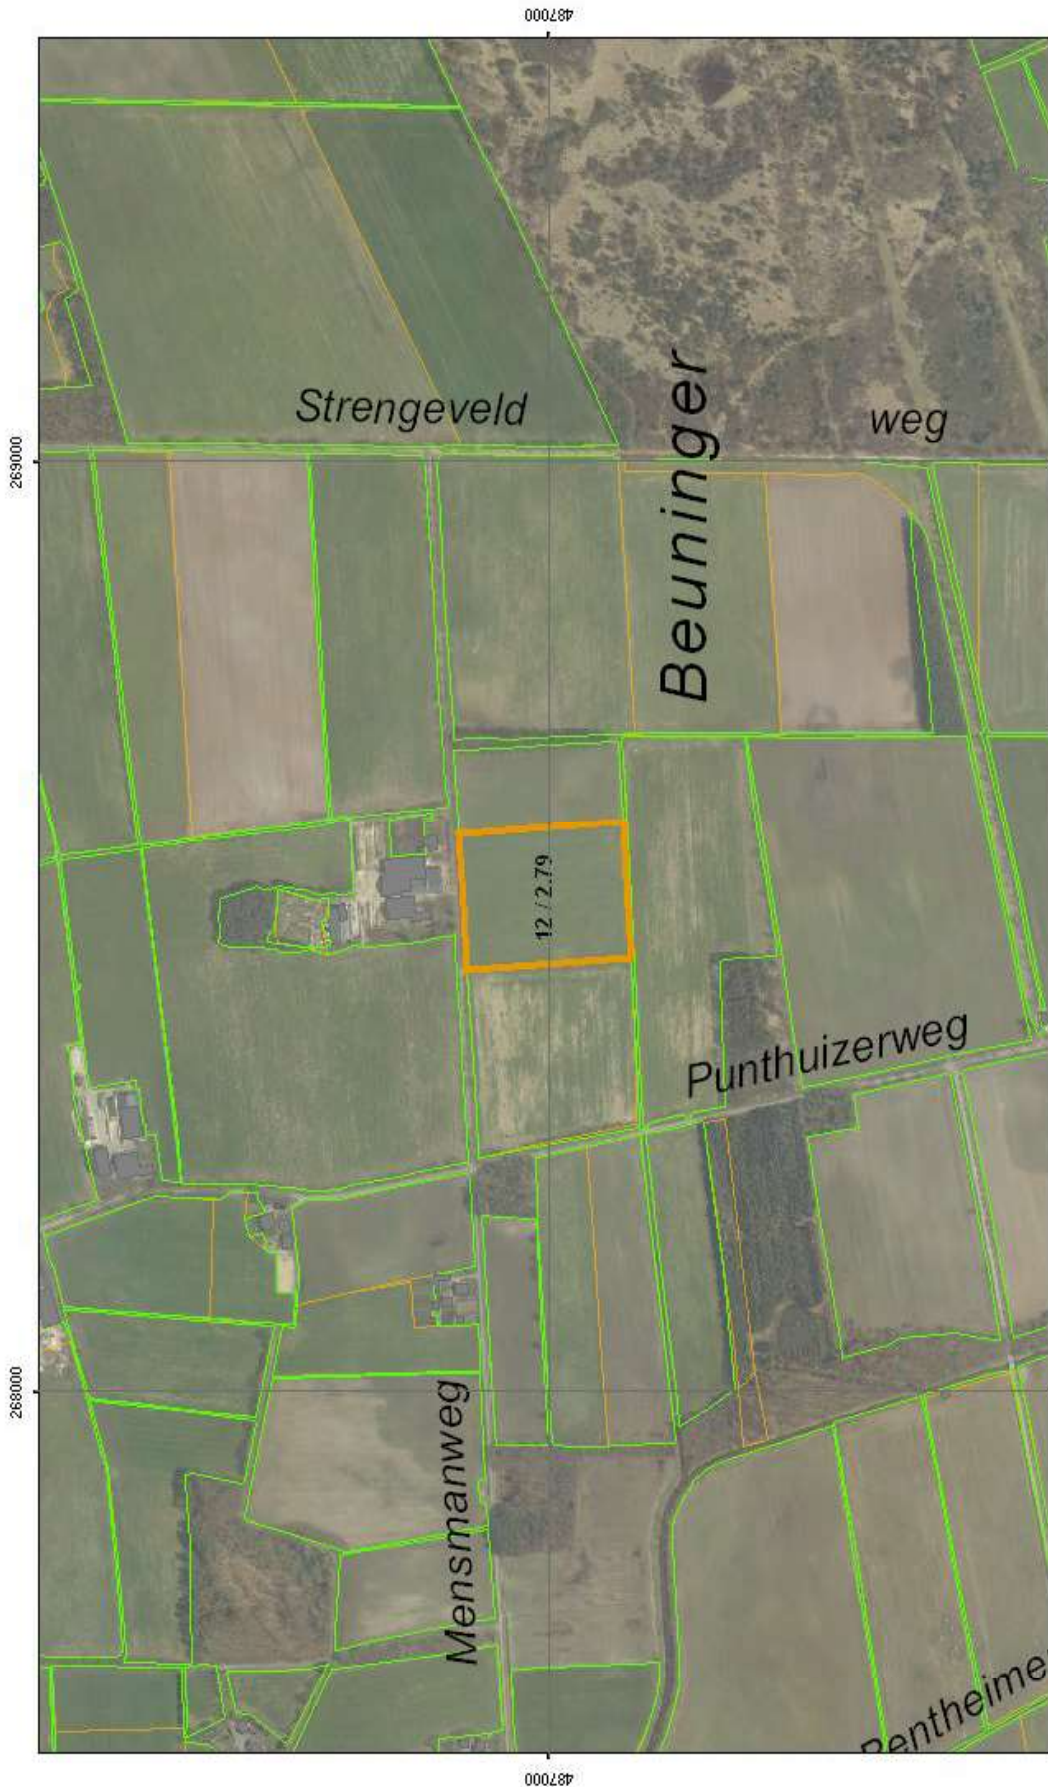 487000
Strengeveld
weg
269000
Beuninger
12 / 2.79
Punthuizerweg
268000
Mensmanweg
Bentheimer
487000